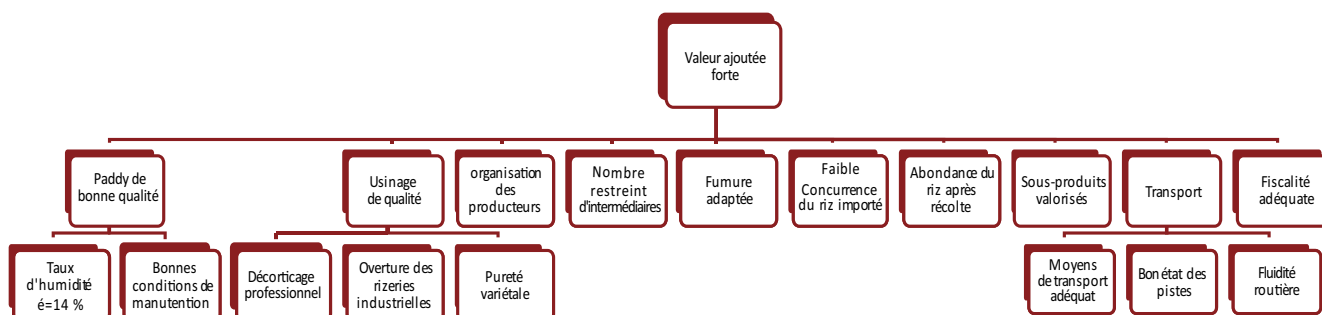 Valeur ajoutée
forte
Paddy de
bonne qualité
Usinage
de qualité
organisation
des
producteurs
Nombre
restreint
d'intermédiaires
Fumure
adaptée
Faible
Concurrence
du riz importé
Abondance du
riz après
récolte
Sous-produits
valorisés
Transport
Fiscalité
adéquate
Taux
d'humidité
é=14 %
Bonnes
conditions de
manutention
Décorticage
professionnel
Overture des
rizeries
industrielles
Pureté
variétale
Moyens
de transport
adéquat
Bon état des
pistes
Fluidité
routière